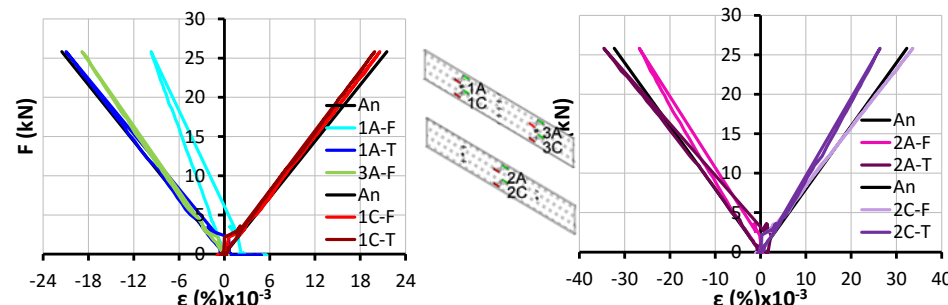 30
25
20
15
10
5
0
F (kN)
-24 -18 -12 -6 0 6 12 18 24
ε (%)x10-3
An
1A-F
1A-T
3A-F
An
1C-F
1C-T
1A
1C
3A
3C
2A
2C
30
25
20
15
10
5
0
kN)
-40 -30 -20 -10 0 10 20 30 40
ε (%)x10-3
An
2A-F
2A-T
An
2C-F
2C-T